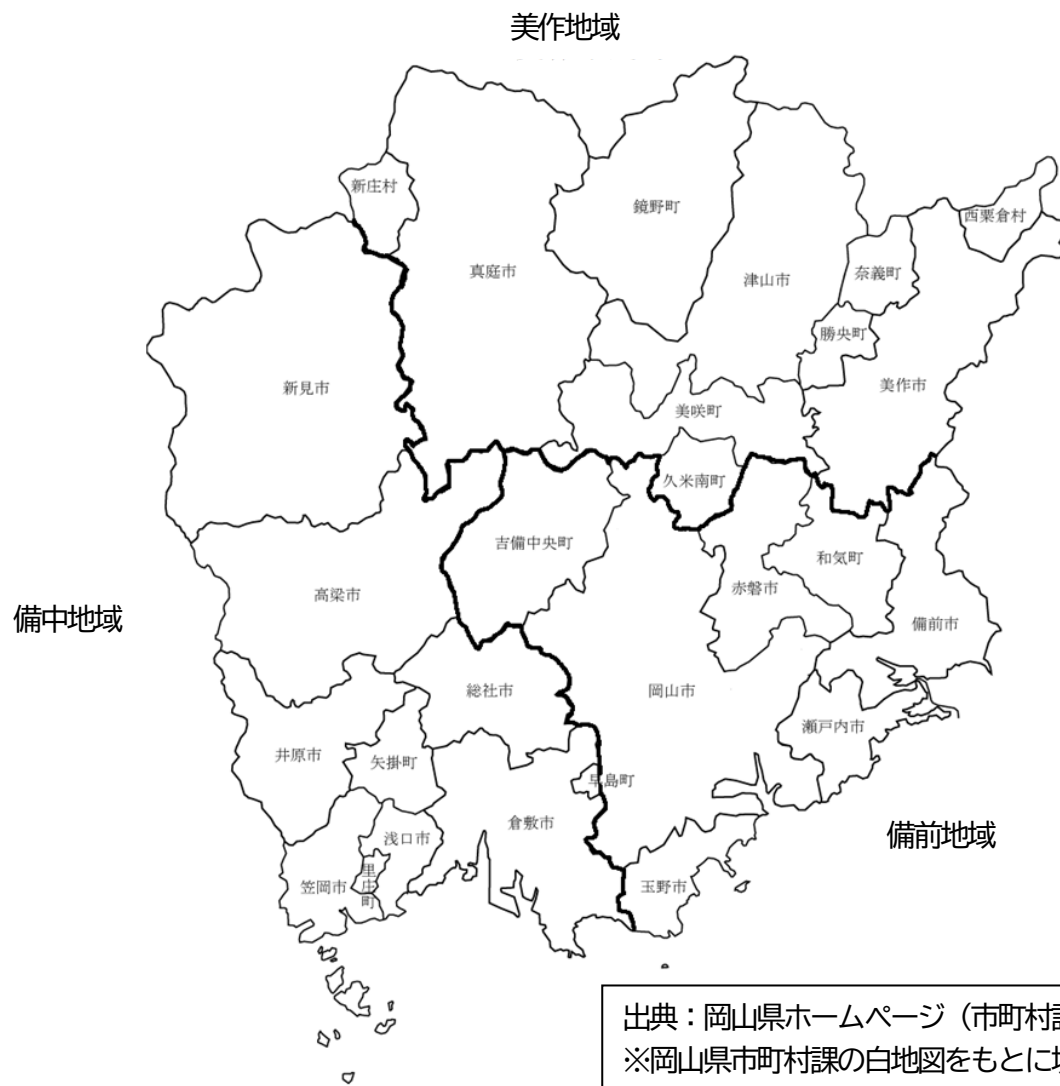 美作地域
新庄村
鏡野町
西粟倉村
真庭市
津山市
奈義町
勝央町
新見市
美作市
美咲町
久米南町
吉備中央町
和気町
高梁市
赤磐市
備中地域
備前市
総社市
岡山市
瀬戸内市
井原市
矢掛町
早島町
倉敷市
浅口市
備前地域
笠岡市
里庄町
玉野市
出典：岡山県ホームページ（市町村
※岡山県市町村課の白地図をもとに